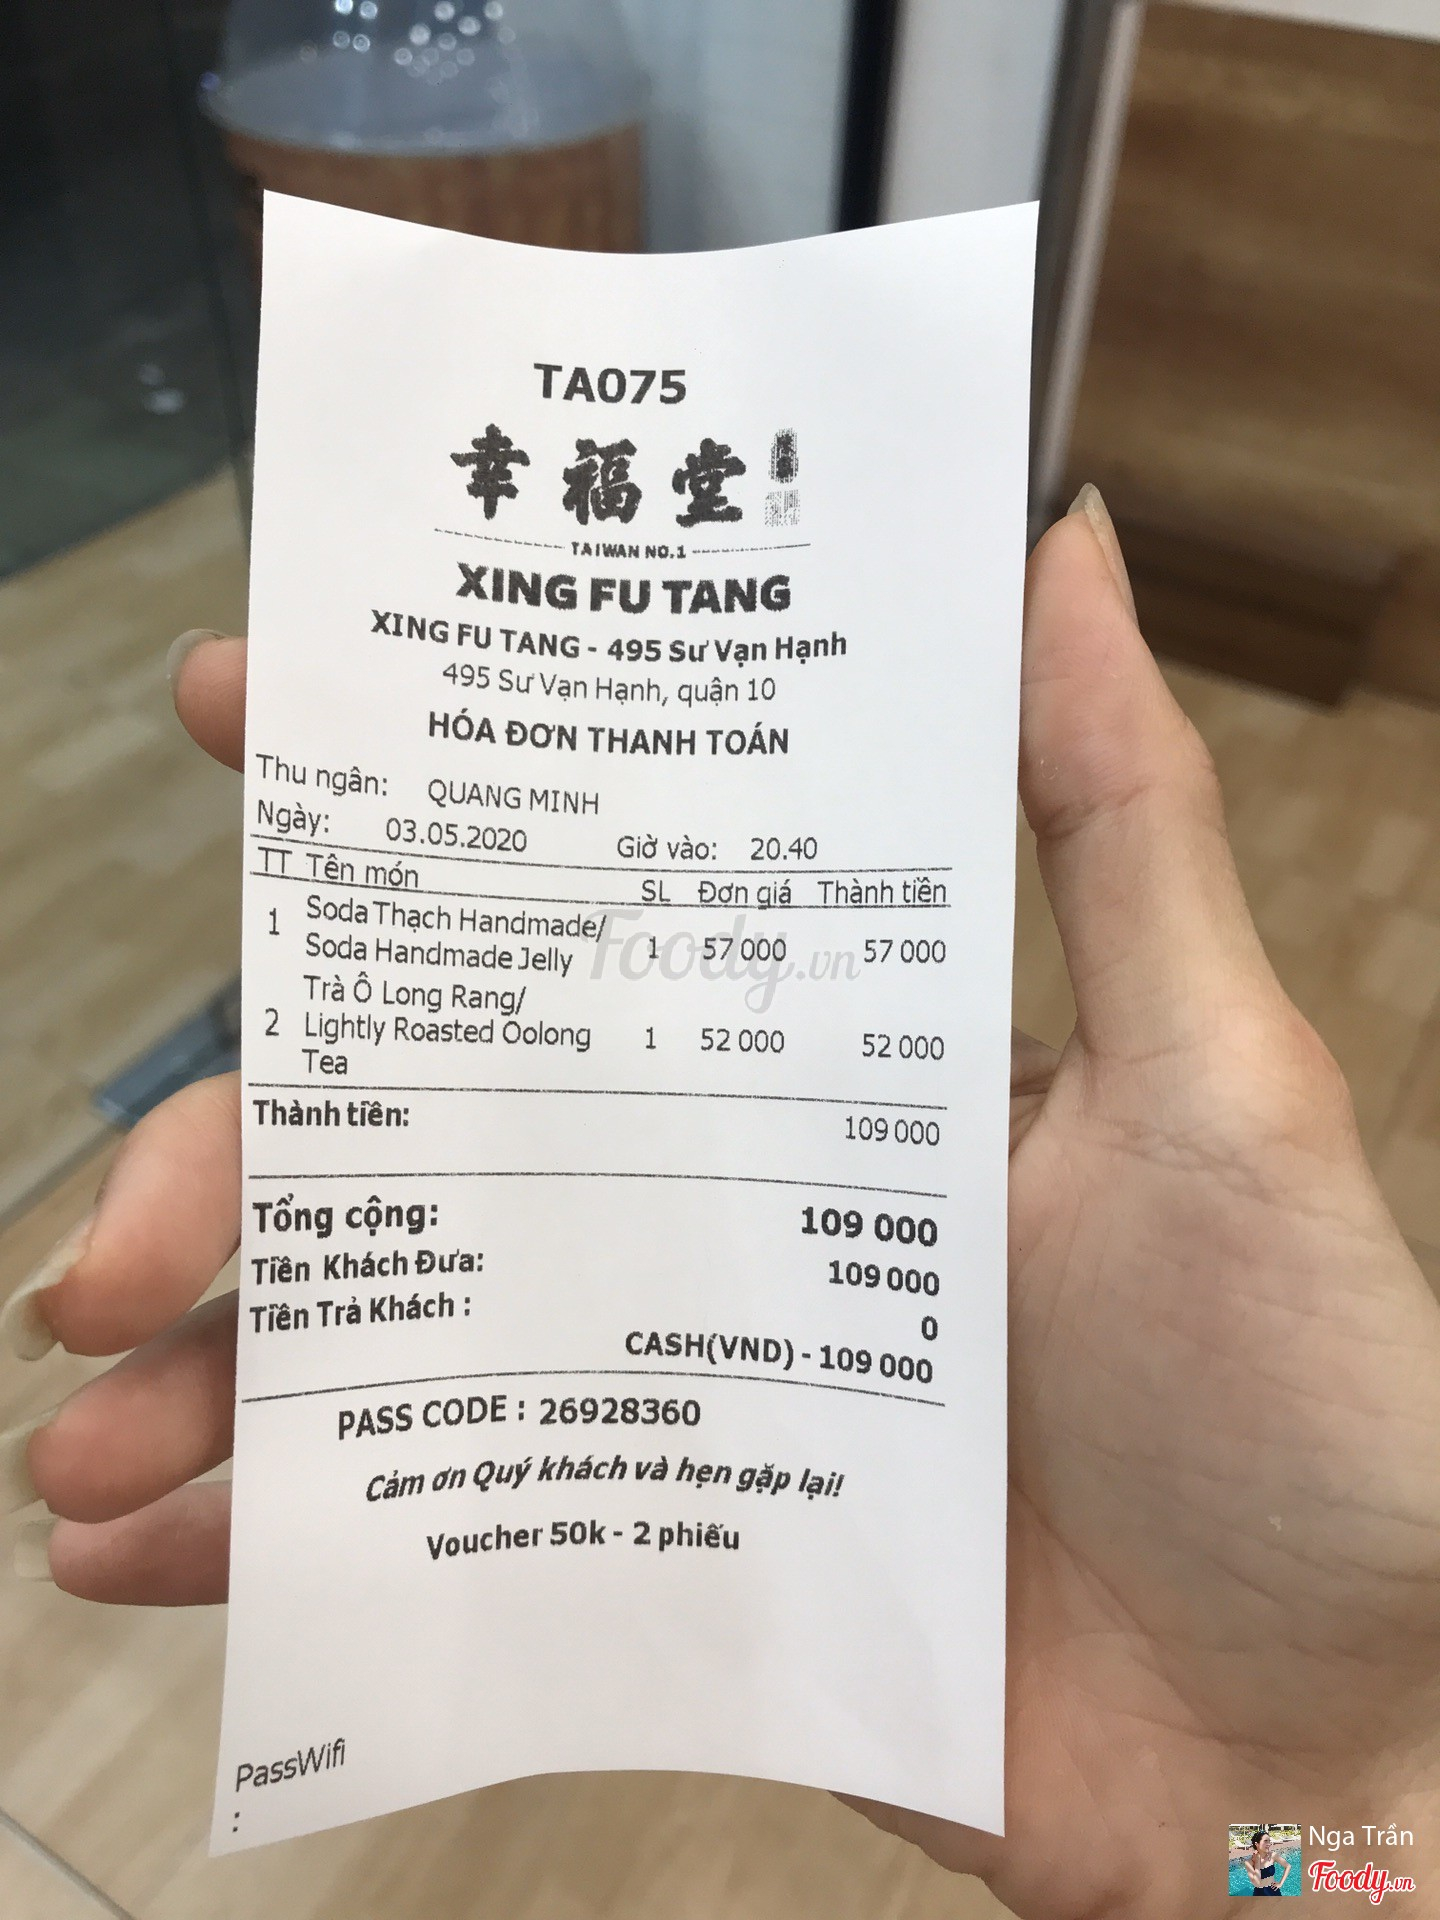 TA075
幸福堂
TAIWAN NO.1
XING FU TANG
XING FU TANG - 495 Sư Vạn Hạnh
495 Sư Vạn Hạnh, quận 10
HÓA ĐƠN THANH TOÁN
Thu ngân: QUANG MINH
Ngày: 03.05.2020 Giờ vào: 20.40
TT Tên món SL Đơn giá Thành tiền
1 Soda Thạch Handmade/ Soda Handmade Jelly 1 57 000 57 000
2 Trà Ô Long Rang/ Lightly Roasted Oolong Tea 1 52 000 52 000
Thành tiền: 109 000
Tổng cộng: 109 000
Tiền Khách Đưa: 109 000
Tiền Trả Khách : 0
CASH(VND) - 109 000
PASS CODE : 26928360
Cảm ơn Quý khách và hẹn gặp lại!
Voucher 50k - 2 phiếu
PassWifi
:
Foody.vn
Nga Trần
Foody.vn